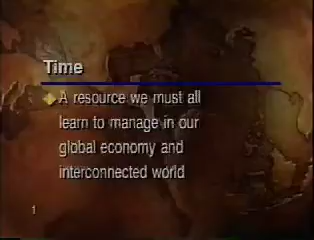 Time
A resource we must all
learn to manage in our
global economy and
interconnected world
1